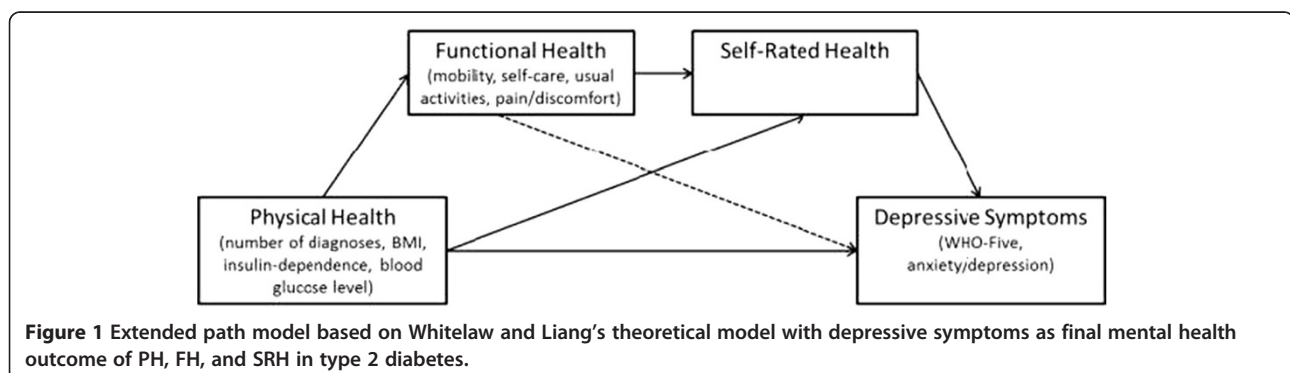 Functional Health
(mobility, self-care, usual
activities, pain/discomfort)
Self-Rated Health
Physical Health
(number of diagnoses, BMI,
insulin-dependence, blood
glucose level)
Depressive Symptoms
(WHO-Five,
anxiety/depression)
Figure 1 Extended path model based on Whitelaw and Liang's theoretical model with depressive symptoms as final mental health
outcome of PH, FH, and SRH in type 2 diabetes.